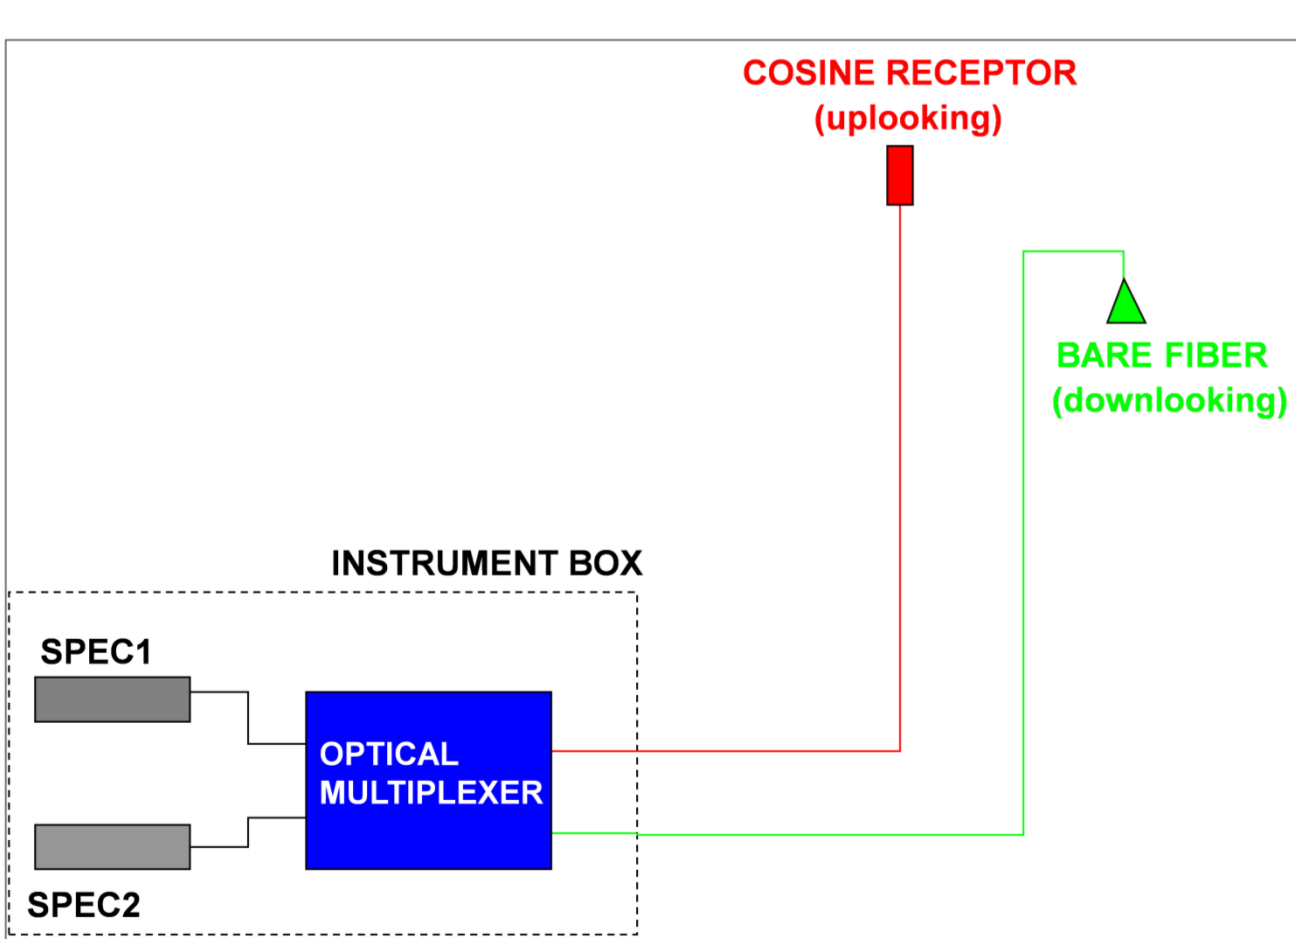 COSINE RECEPTOR
(uplooking)
BARE FIBER
(downlooking)
INSTRUMENT BOX
SPEC1
OPTICAL
MULTIPLEXER
SPEC2